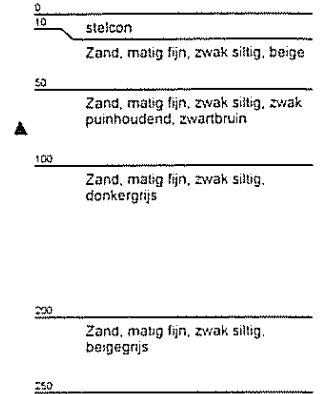 0
10
stelcon
Zand, matig fijn, zwak siltig, beige
50
Zand, matig fijn, zwak siltig, zwak
puinhoudend, zwartbruin
100
Zand, matig fijn, zwak siltig,
donkergrijs
200
Zand, matig fijn, zwak siltig,
beigegrijs
250